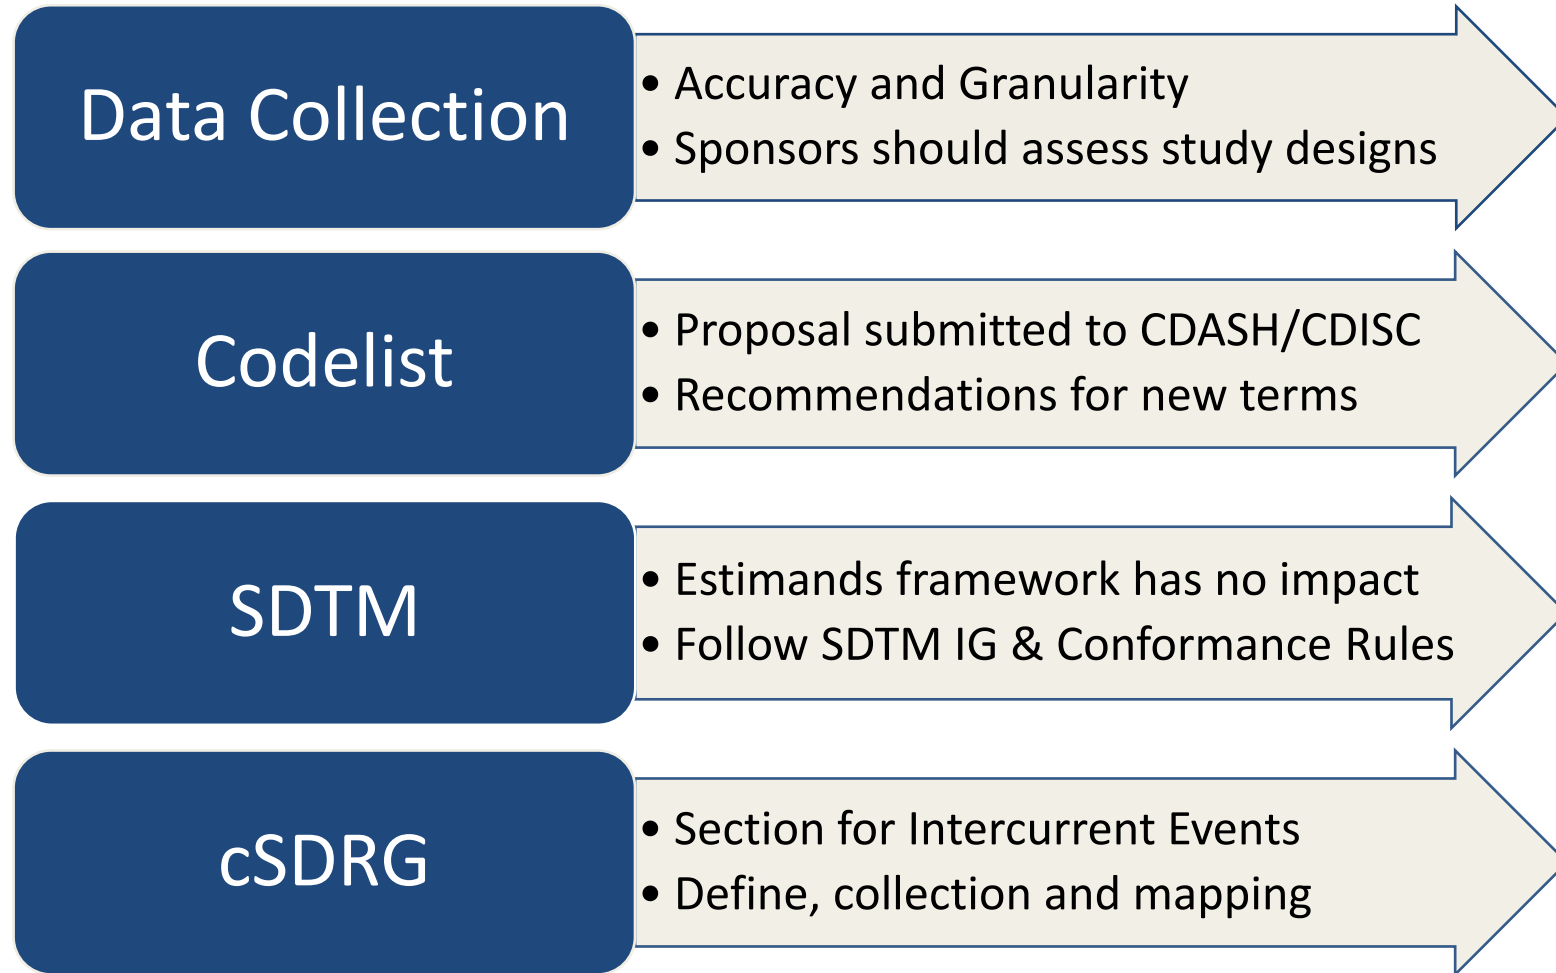 Data Collection
• Accuracy and Granularity
• Sponsors should assess study designs
Codelist
• Proposal submitted to CDASH/CDISC
• Recommendations for new terms
SDTM
• Estimands framework has no impact
• Follow SDTM IG & Conformance Rules
cSDRG
• Section for Intercurrent Events
• Define, collection and mapping